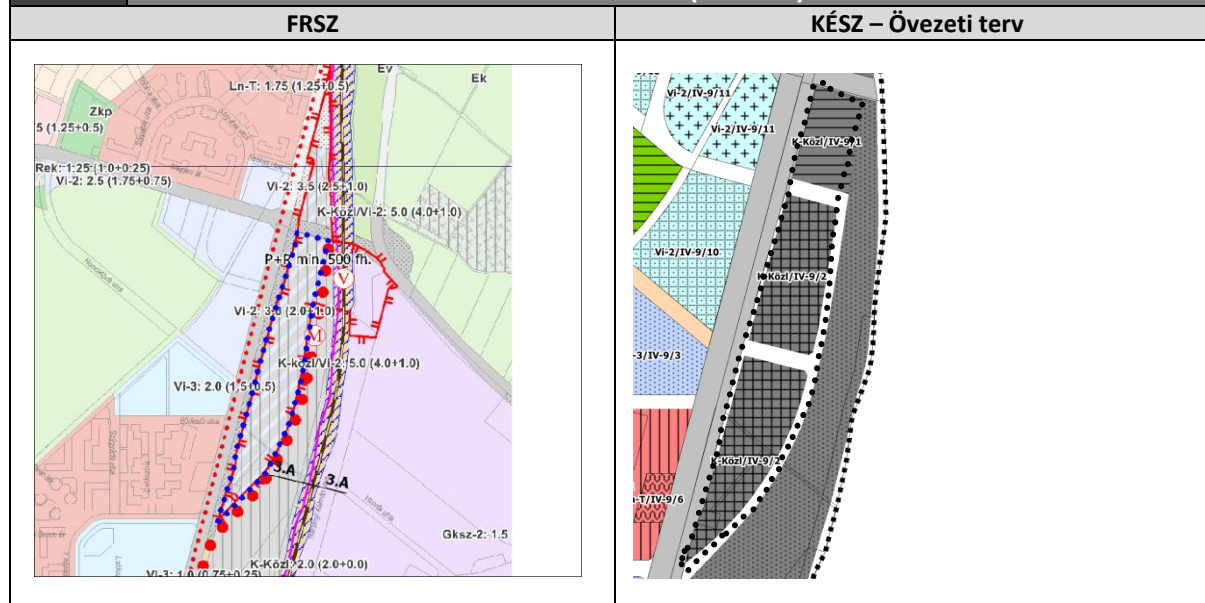 FRSZ
KÉSZ – Övezeti terv
Ln-T: 1.75 (1.25+0.5)
Ev
Ek
Zkp
5 (1.25+0.5)
Rek: 1.25 (1.0+0.25)
Vi-2: 2.5 (1.75+0.75)
Vi-2: 3.5 (2.5+1.0)
K-Közl/Vi-2: 5.0 (4.0+1.0)
P+R min. 500 fh.
V
Vi-2: 3.0 (2.0+1.0)
M
K-közl/Vi-2: 5.0 (4.0+1.0)
Vi-3: 2.0 (1.5+0.5)
3.A
3.A
Gksz-2: 1.5
K-Közl: 2.0 (2.0+0.0)
Vi-3: 1.0 (0.75+0.25)
Vi-2/IV-9/11
Vi-2/IV-9/11
K-Közl/IV-9/1
Vi-2/IV-9/10
K-Közl/IV-9/2
-3/IV-9/3
K-Közl/IV-9/2
n-T/IV-9/6